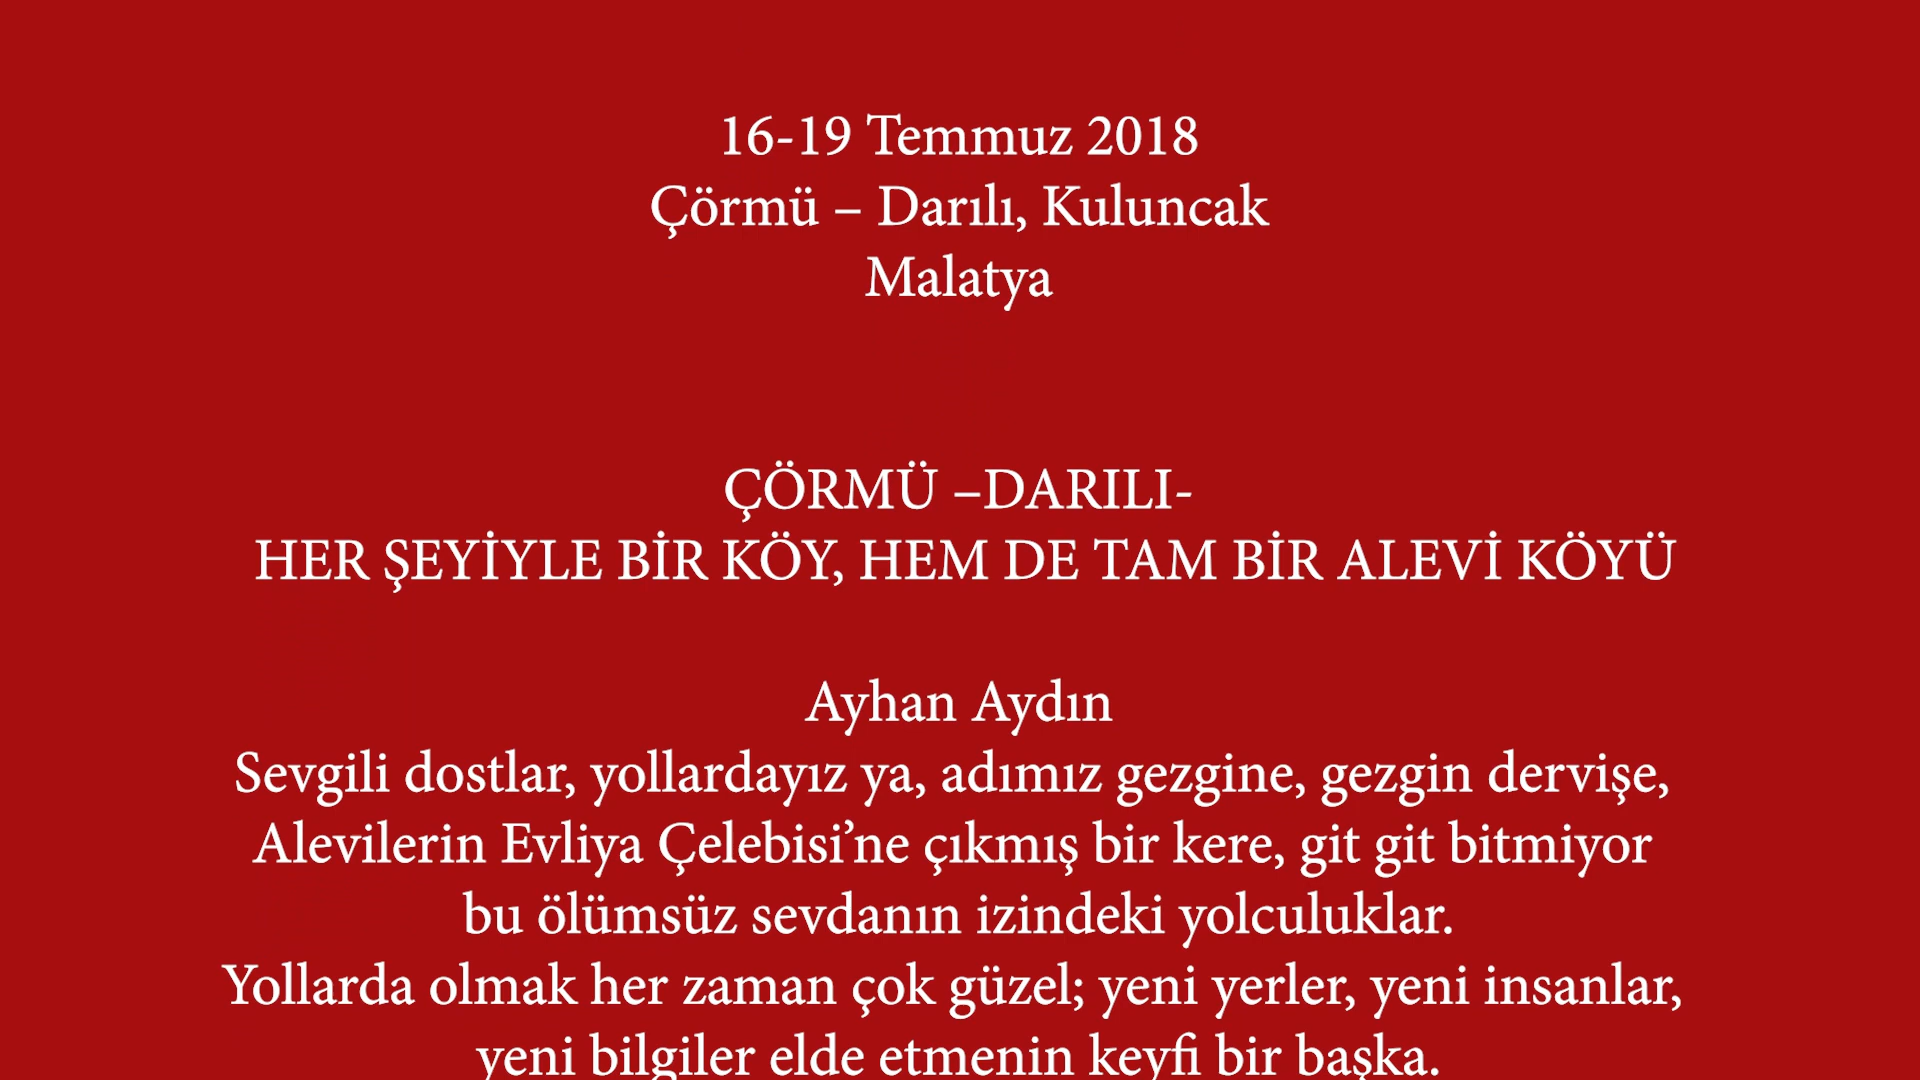 16-19 Temmuz 2018
Çörmü – Darılı, Kuluncak
Malatya
ÇÖRMÜ –DARILI-
HER ŞEYİYLE BİR KÖY, HEM DE TAM BİR ALEVİ KÖYÜ
Ayhan Aydın
Sevgili dostlar, yollardayız ya, adımız gezgine, gezgin dervişe,
Alevilerin Evliya Çelebisi’ne çıkmış bir kere, git git bitmiyor
bu ölümsüz sevdanın izindeki yolculuklar.
Yollarda olmak her zaman çok güzel; yeni yerler, yeni insanlar,
yeni bilgiler elde etmenin keyfi bir başka.